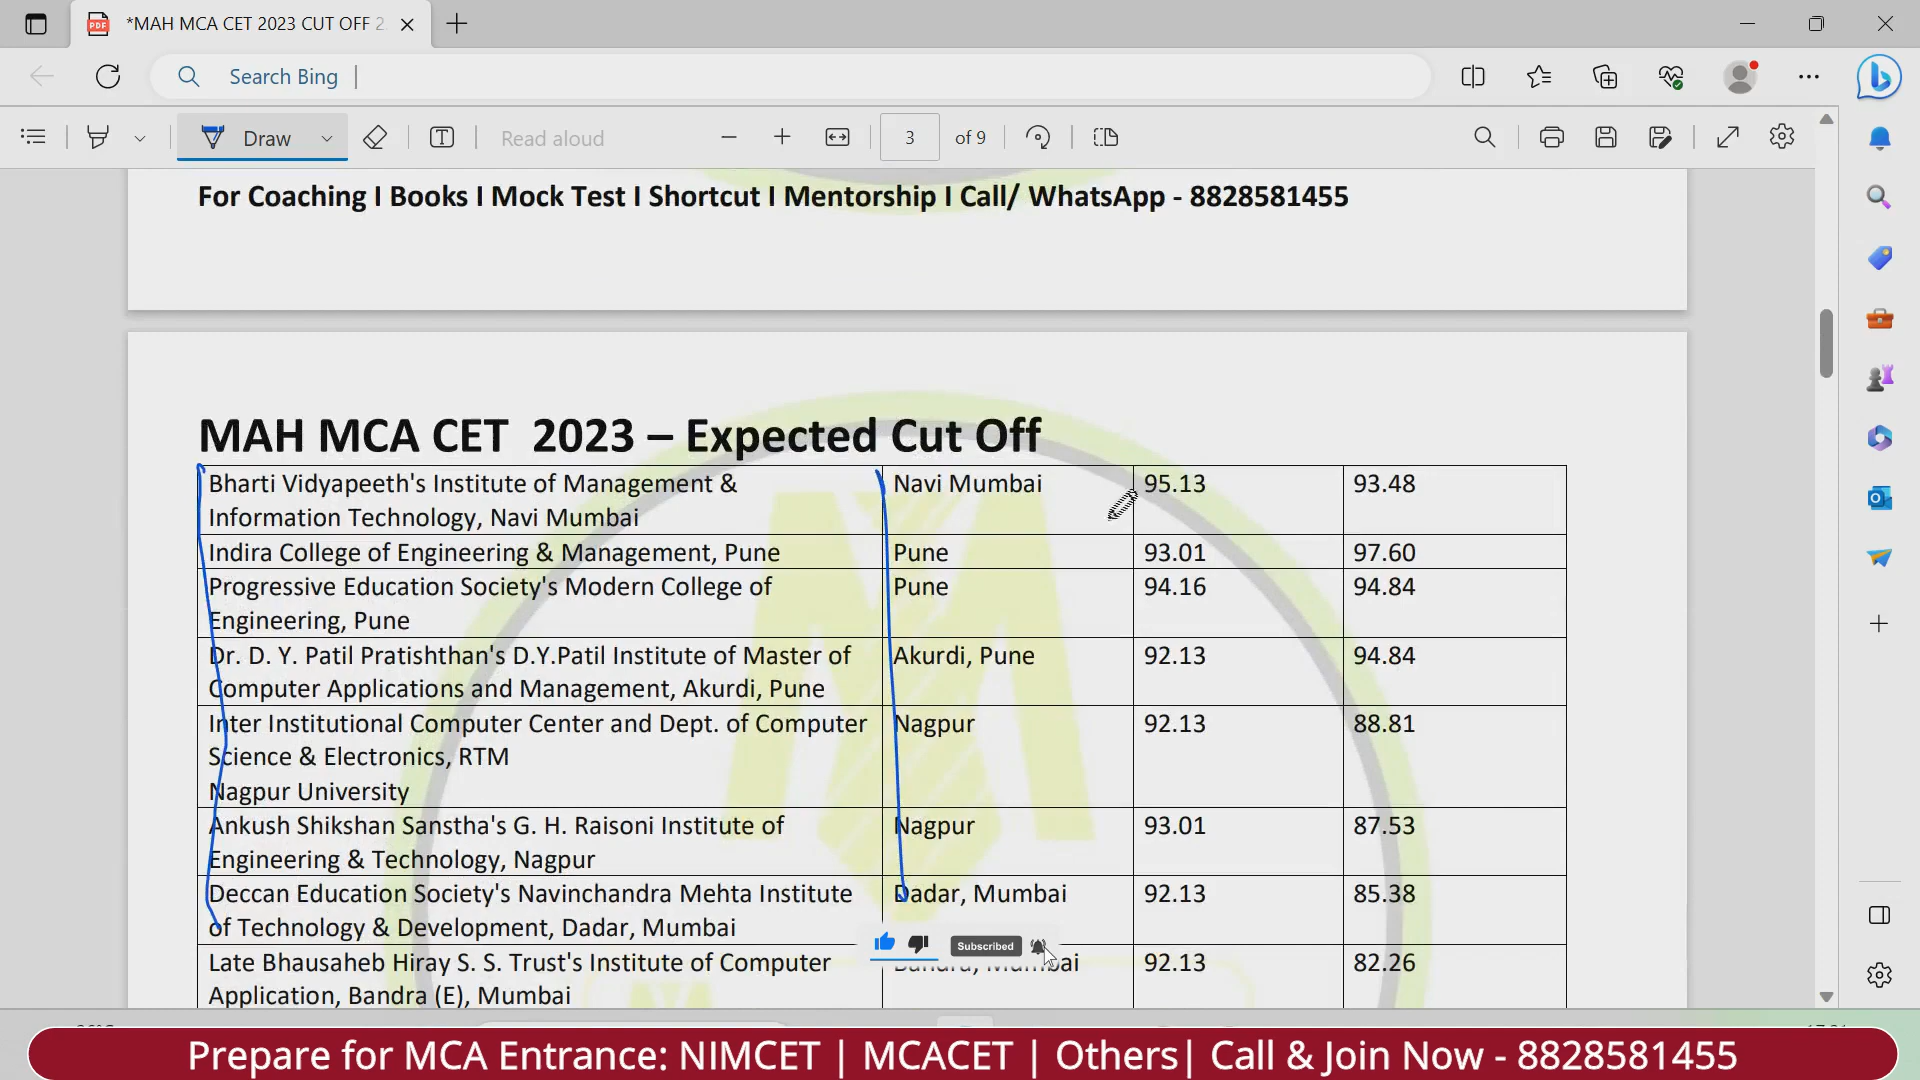 *MAH MCA CET 2023 CUT OFF 2
Search Bing
Draw
Read aloud
3 of 9
For Coaching I Books I Mock Test I Shortcut I Mentorship I Call/ WhatsApp - 8828581455
MAH MCA CET 2023 – Expected Cut Off
Bharti Vidyapeeth's Institute of Management &
Information Technology, Navi Mumbai
Navi Mumbai
95.13
93.48
Indira College of Engineering & Management, Pune
Pune
93.01
97.60
Progressive Education Society's Modern College of
Engineering, Pune
Pune
94.16
94.84
Dr. D. Y. Patil Pratishthan's D.Y.Patil Institute of Master of
Computer Applications and Management, Akurdi, Pune
Akurdi, Pune
92.13
94.84
Inter Institutional Computer Center and Dept. of Computer
Science & Electronics, RTM
Nagpur University
Nagpur
92.13
88.81
Ankush Shikshan Sanstha's G. H. Raisoni Institute of
Engineering & Technology, Nagpur
Nagpur
93.01
87.53
Deccan Education Society's Navinchandra Mehta Institute
of Technology & Development, Dadar, Mumbai
Dadar, Mumbai
92.13
85.38
Late Bhausaheb Hiray S. S. Trust's Institute of Computer
Application, Bandra (E), Mumbai
Bandra, Mumbai
92.13
82.26
Subscribed
Prepare for MCA Entrance: NIMCET | MCACET | Others| Call & Join Now - 8828581455